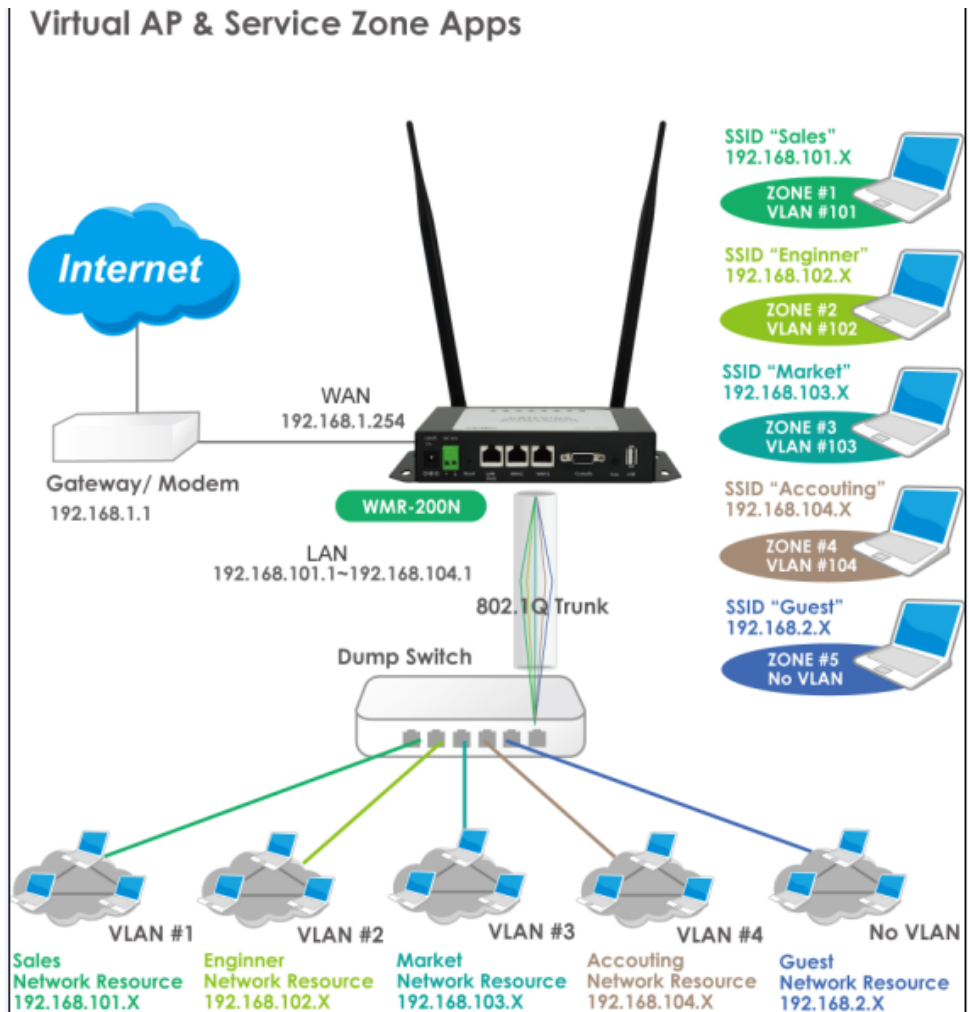 Virtual AP & Service Zone Apps
SSID “Sales”
192.168.101.X
ZONE #1
VLAN #101
Internet
SSID “Enginner”
192.168.102.X
ZONE #2
VLAN #102
WAN
192.168.1.254
SSID “Market”
192.168.103.X
ZONE #3
VLAN #103
Gateway/ Modem
192.168.1.1
WMR-200N
SSID “Accouting”
192.168.104.X
ZONE #4
VLAN #104
LAN
192.168.101.1~192.168.104.1
802.1Q Trunk
SSID “Guest”
192.168.2.X
ZONE #5
No VLAN
Dump Switch
VLAN #1
VLAN #2
VLAN #3
VLAN #4
No VLAN
Sales
Network Resource
192.168.101.X
Enginner
Network Resource
192.168.102.X
Market
Network Resource
192.168.103.X
Accouting
Network Resource
192.168.104.X
Guest
Network Resource
192.168.2.X